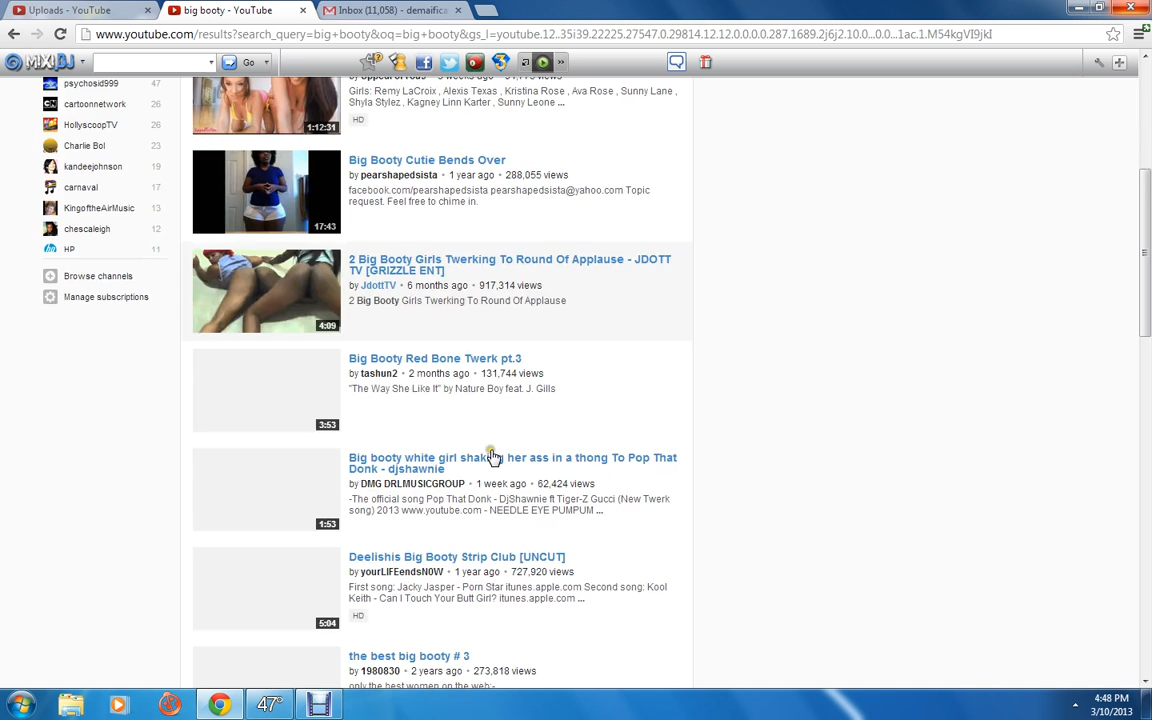 Uploads - YouTube
big booty - YouTube
Inbox (11,058) - demaifica
www.youtube.com/results?search_query=big+booty&oq=big+booty&gs_l=youtube.12..35i39.22225.27547.0.29814.12.12.0.0.0.0.287.1689.2j6j2.10.0...0.0...1ac.1.M54kgVI9jkI
MIXIDJ
Go
psychosid999 47
cartoonnetwork 26
HollyscoopTV 26
Charlie Bol 23
kandeejohnson 19
carnaval 17
KingoftheAirMusic 13
chescaleigh 12
HP 11
Browse channels
Manage subscriptions
Girls: Remy LaCroix , Alexis Texas , Kristina Rose , Ava Rose , Sunny Lane ,
Shyla Stylez , Kagney Linn Karter , Sunny Leone ...
HD
1:12:31
Big Booty Cutie Bends Over
by pearshapedsista • 1 year ago • 288,055 views
facebook.com/pearshapedsista pearshapedsista@yahoo.com Topic
request. Feel free to chime in.
17:43
2 Big Booty Girls Twerking To Round Of Applause - JDOTT
TV [GRIZZLE ENT]
by JdottTV • 6 months ago • 917,314 views
2 Big Booty Girls Twerking To Round Of Applause
4:09
Big Booty Red Bone Twerk pt.3
by tashun2 • 2 months ago • 131,744 views
"The Way She Like It" by Nature Boy feat. J. Gills
3:53
Big booty white girl shaking her ass in a thong To Pop That
Donk - djshawnie
by DMG DRLMUSICGROUP • 1 week ago • 62,424 views
-The official song Pop That Donk - DjShawnie ft Tiger-Z Gucci (New Twerk
song) 2013 www.youtube.com - NEEDLE EYE PUMPUM ...
1:53
Deelishis Big Booty Strip Club [UNCUT]
by yourLIFEendsN0W • 1 year ago • 727,920 views
First song: Jacky Jasper - Porn Star itunes.apple.com Second song: Kool
Keith - Can I Touch Your Butt Girl? itunes.apple.com ...
HD
5:04
the best big booty # 3
by 1980830 • 2 years ago • 273,818 views
only the best women on the web:-
47°
4:48 PM
3/10/2013